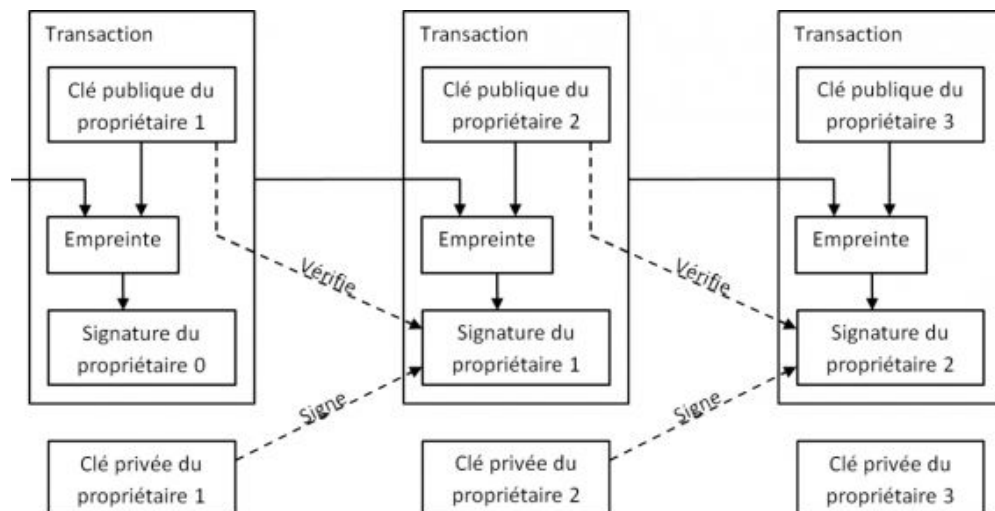 Transaction
Clé publique du
propriétaire 1
Empreinte
Vérifie
Signature du
propriétaire 0
Signe
Clé privée du
propriétaire 1
Transaction
Clé publique du
propriétaire 2
Empreinte
Vérifie
Signature du
propriétaire 1
Signe
Clé privée du
propriétaire 2
Transaction
Clé publique du
propriétaire 3
Empreinte
Signature du
propriétaire 2
Clé privée du
propriétaire 3